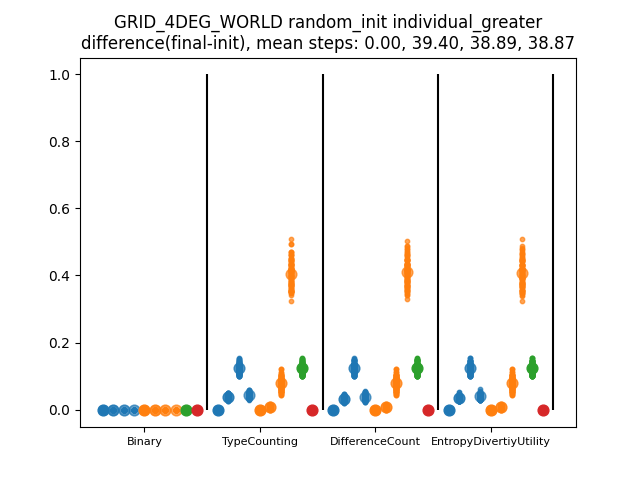 GRID_4DEG_WORLD random_init individual_greater
difference(final-init), mean steps: 0.00, 39.40, 38.89, 38.87
1.0
0.8
0.6
0.4
0.2
0.0
Binary TypeCounting DifferenceCount EntropyDivertiyUtility